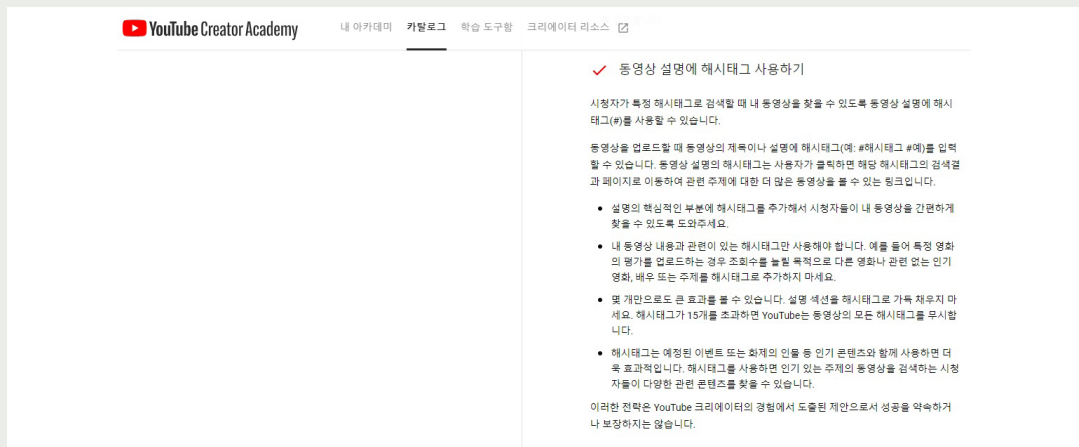 YouTube Creator Academy 내 아카데미 카탈로그 학습 도구함 크리에이터 리소스
동영상 설명에 해시태그 사용하기
시청자가 특정 해시태그로 검색할 때 내 동영상을 찾을 수 있도록 동영상 설명에 해시
태그(#)를 사용할 수 있습니다.
동영상을 업로드할 때 동영상의 제목이나 설명에 해시태그(예: #해시태그 #예)를 입력
할 수 있습니다. 동영상 설명의 해시태그는 사용자가 클릭하면 해당 해시태그의 검색결
과 페이지로 이동하여 관련 주제에 대한 더 많은 동영상을 볼 수 있는 링크입니다.
• 설명의 핵심적인 부분에 해시태그를 추가해서 시청자들이 내 동영상을 간편하게
찾을 수 있도록 도와주세요.
• 내 동영상 내용과 관련이 있는 해시태그만 사용해야 합니다. 예를 들어 특정 영화
의 평가를 업로드하는 경우 조회수를 늘릴 목적으로 다른 영화나 관련 없는 인기
영화, 배우 또는 주제를 해시태그로 추가하지 마세요.
• 몇 개만으로도 큰 효과를 볼 수 있습니다. 설명 섹션을 해시태그로 가득 채우지 마
세요. 해시태그가 15개를 초과하면 YouTube는 동영상의 모든 해시태그를 무시합
니다.
• 해시태그는 예정된 이벤트 또는 화제의 인물 등 인기 콘텐츠와 함께 사용하면 더
욱 효과적입니다. 해시태그를 사용하면 인기 있는 주제의 동영상을 검색하는 시청
자들이 다양한 관련 콘텐츠를 찾을 수 있습니다.
이러한 전략은 YouTube 크리에이터의 경험에서 도출된 제안으로서 성공을 약속하거
나 보장하지는 않습니다.